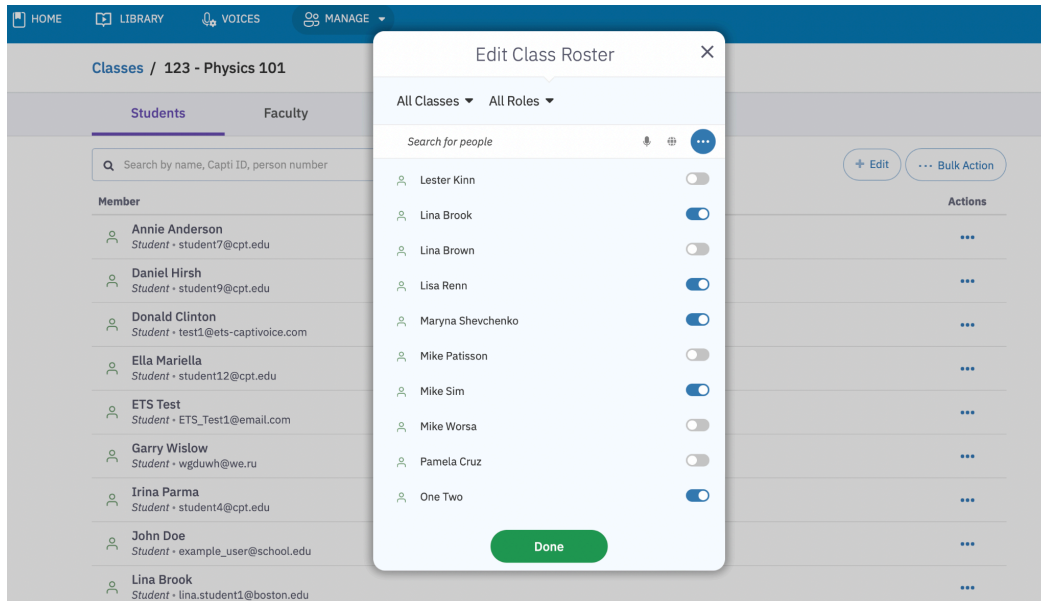 HOME LIBRARY VOICES MANAGE
Classes / 123 - Physics 101
Students Faculty
Search by name, Capti ID, person number
+ Edit
··· Bulk Action
Member
Actions
Annie Anderson
Student • student7@cpt.edu
Daniel Hirsh
Student • student9@cpt.edu
Donald Clinton
Student • test1@ets-captivoice.com
Ella Mariella
Student • student12@cpt.edu
ETS Test
Student • ETS_Test1@email.com
Garry Wislow
Student • wgduwh@we.ru
Irina Parma
Student • student4@cpt.edu
John Doe
Student • example_user@school.edu
Lina Brook
Student • lina.student1@boston.edu
Edit Class Roster
All Classes All Roles
Search for people
Lester Kinn
Lina Brook
Lina Brown
Lisa Renn
Maryna Shevchenko
Mike Patisson
Mike Sim
Mike Worsa
Pamela Cruz
One Two
Done